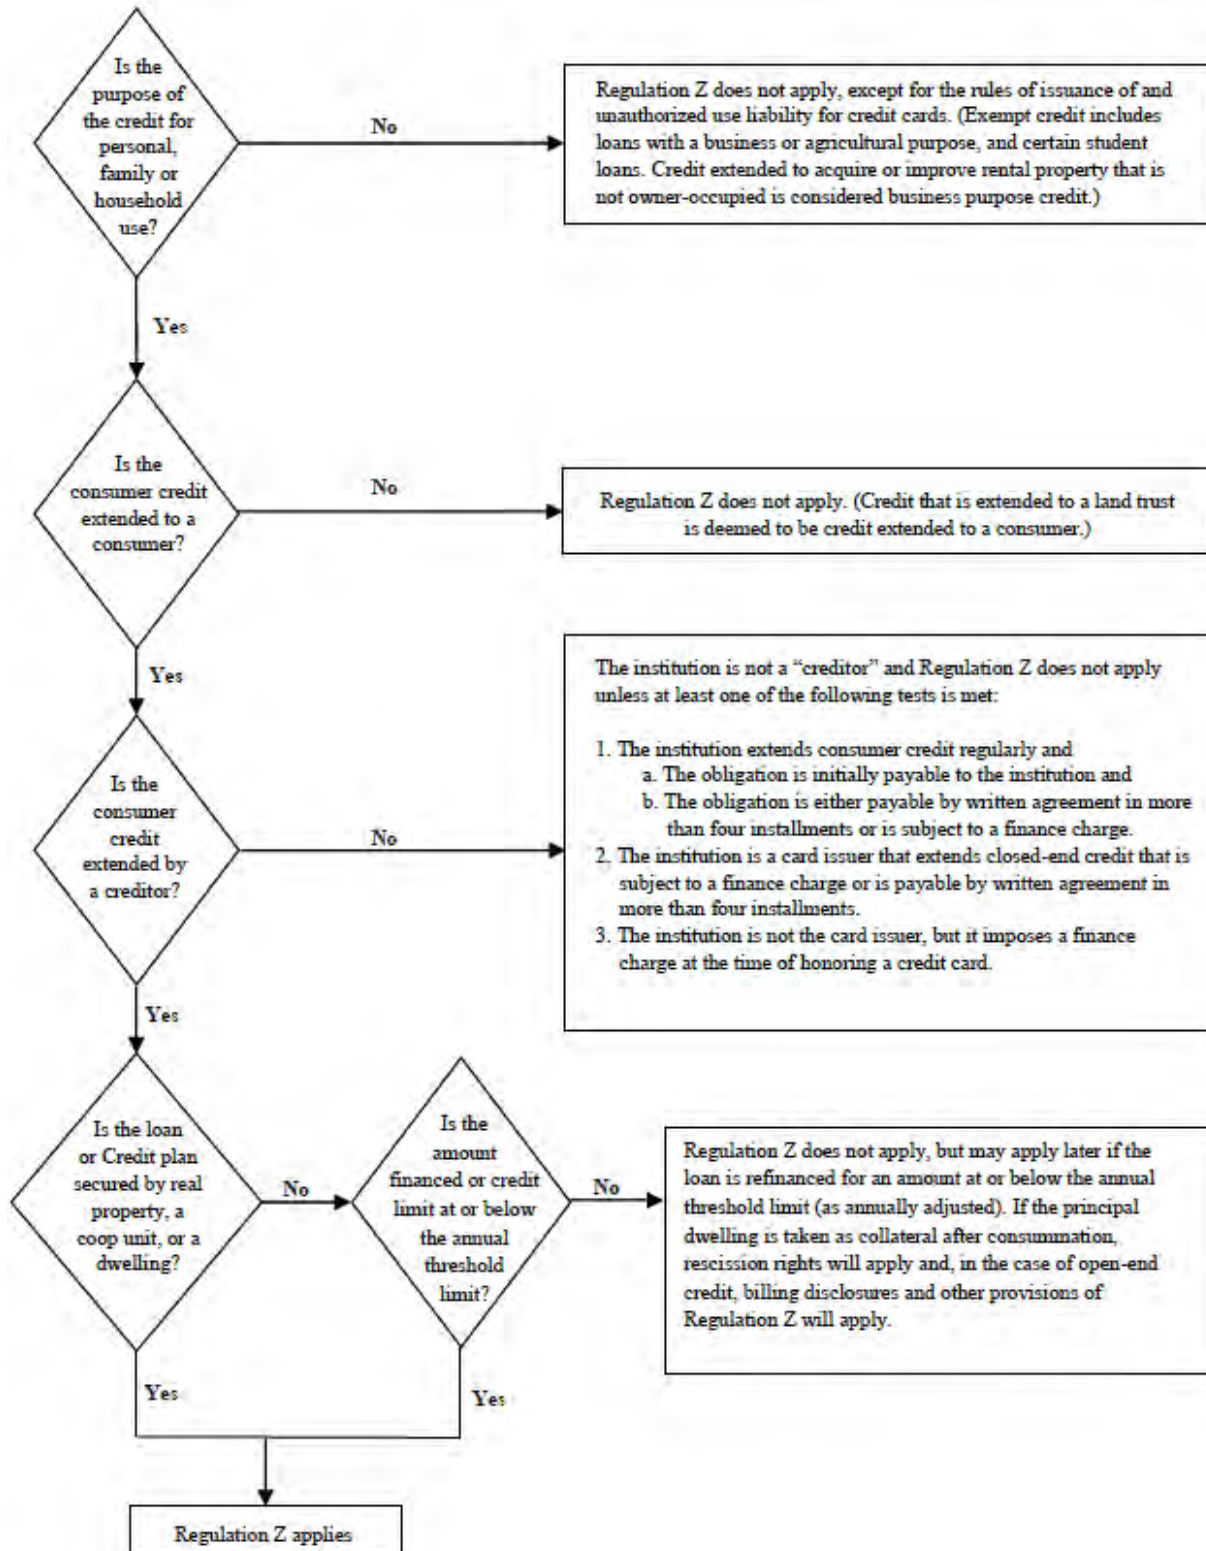 Is the
purpose of
the credit for
personal,
family or
household
use?
No
Regulation Z does not apply, except for the rules of issuance of and
unauthorized use liability for credit cards. (Exempt credit includes
loans with a business or agricultural purpose, and certain student
loans. Credit extended to acquire or improve rental property that is
not owner-occupied is considered business purpose credit.)
Yes
Is the
consumer credit
extended to a
consumer?
No
Regulation Z does not apply. (Credit that is extended to a land trust
is deemed to be credit extended to a consumer.)
Yes
Is the
consumer
credit
extended by
a creditor?
No
The institution is not a “creditor” and Regulation Z does not apply
unless at least one of the following tests is met:
1. The institution extends consumer credit regularly and
a. The obligation is initially payable to the institution and
b. The obligation is either payable by written agreement in more
than four installments or is subject to a finance charge.
2. The institution is a card issuer that extends closed-end credit that is
subject to a finance charge or is payable by written agreement in
more than four installments.
3. The institution is not the card issuer, but it imposes a finance
charge at the time of honoring a credit card.
Yes
Is the loan
or Credit plan
secured by real
property, a
coop unit, or a
dwelling?
No
Is the
amount
financed or credit
limit at or below
the annual
threshold
limit?
No
Regulation Z does not apply, but may apply later if the
loan is refinanced for an amount at or below the annual
threshold limit (as annually adjusted). If the principal
dwelling is taken as collateral after consummation,
rescission rights will apply and, in the case of open-end
credit, billing disclosures and other provisions of
Regulation Z will apply.
Yes
Yes
Regulation Z applies